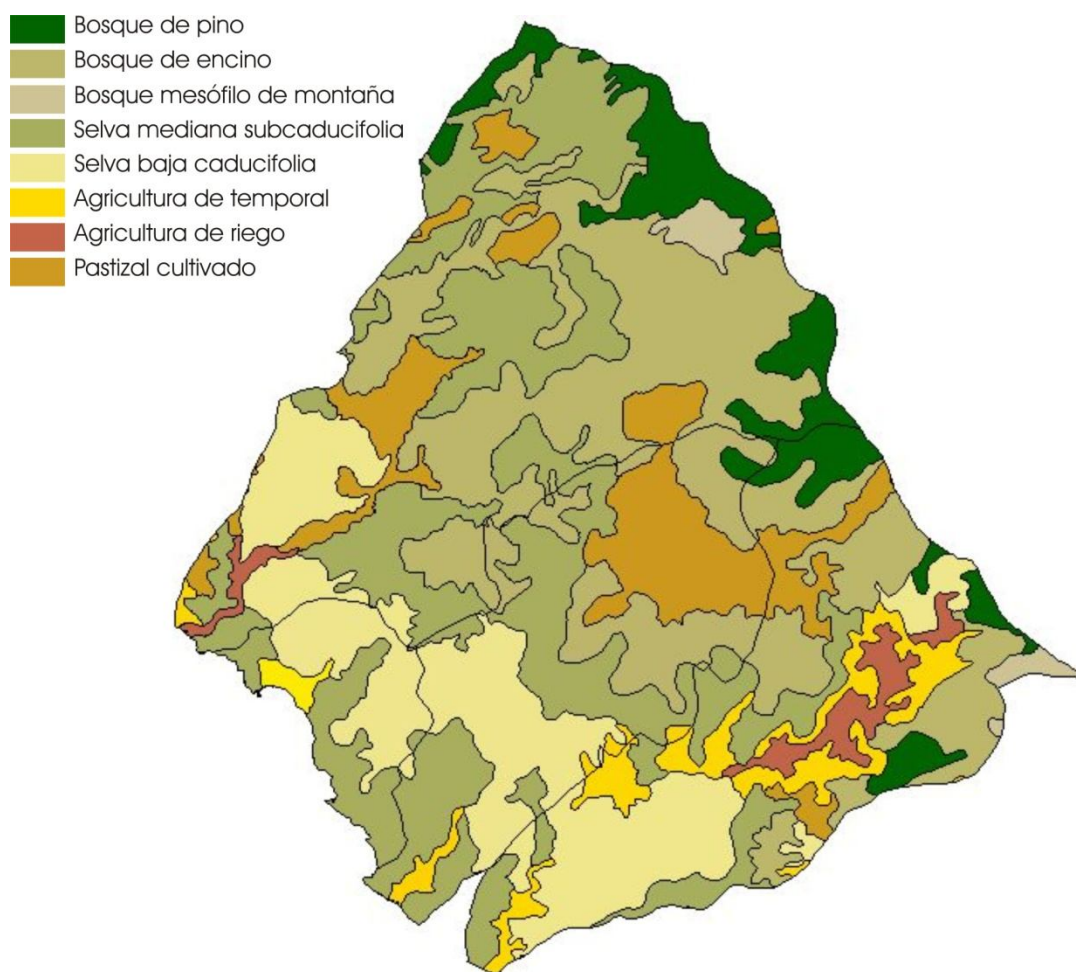 Bosque de pino
Bosque de encino
Bosque mesófilo de montaña
Selva mediana subcaducifolia
Selva baja caducifolia
Agricultura de temporal
Agricultura de riego
Pastizal cultivado